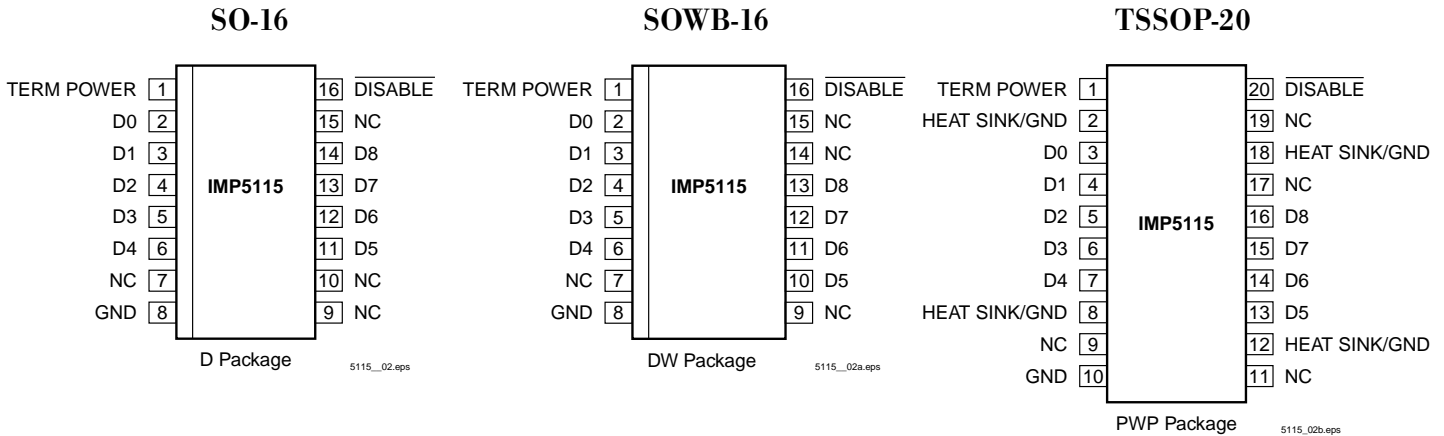 SO-16
TERM POWER 1
D0 2
D1 3
D2 4
D3 5
D4 6
NC 7
GND 8
IMP5115
16 DISABLE
15 NC
14 D8
13 D7
12 D6
11 D5
10 NC
9 NC
D Package
5115__02.eps
SOWB-16
TERM POWER 1
D0 2
D1 3
D2 4
D3 5
D4 6
NC 7
GND 8
IMP5115
16 DISABLE
15 NC
14 NC
13 D8
12 D7
11 D6
10 D5
9 NC
DW Package
5115__02a.eps
TSSOP-20
TERM POWER 1
HEAT SINK/GND 2
D0 3
D1 4
D2 5
D3 6
D4 7
HEAT SINK/GND 8
NC 9
GND 10
IMP5115
20 DISABLE
19 NC
18 HEAT SINK/GND
17 NC
16 D8
15 D7
14 D6
13 D5
12 HEAT SINK/GND
11 NC
PWP Package
5115_02b.eps